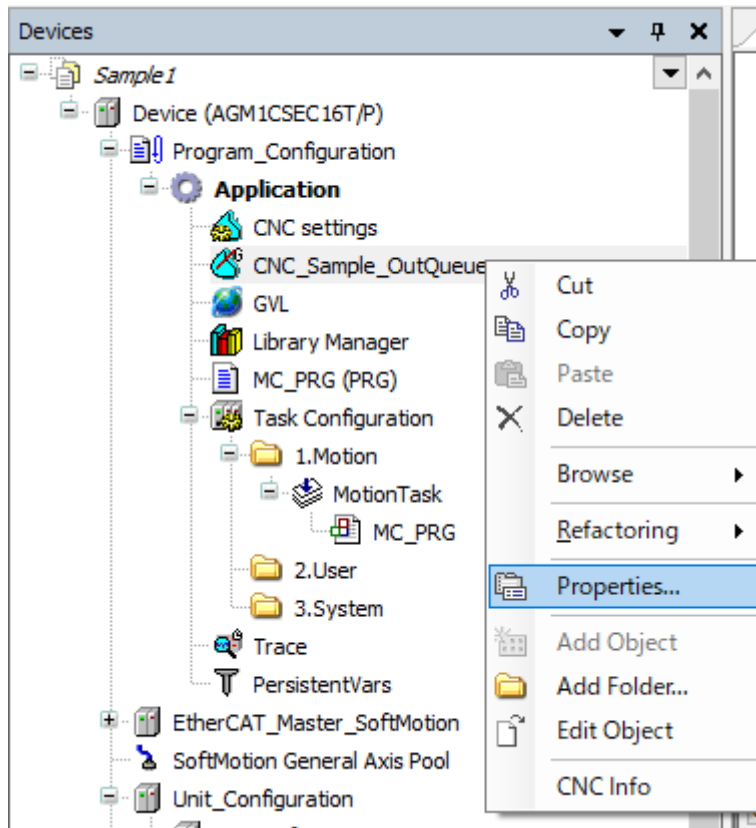 Devices
Sample1
Device (AGM1CSEC16T/P)
Program_Configuration
Application
CNC settings
CNC_Sample_OutQueue
GVL
Library Manager
MC_PRG (PRG)
Task Configuration
1.Motion
MotionTask
MC_PRG
2.User
3.System
Trace
PersistentVars
EtherCAT_Master_SoftMotion
SoftMotion General Axis Pool
Unit_Configuration
Cut
Copy
Paste
Delete
Browse
Refactoring
Properties...
Add Object
Add Folder...
Edit Object
CNC Info